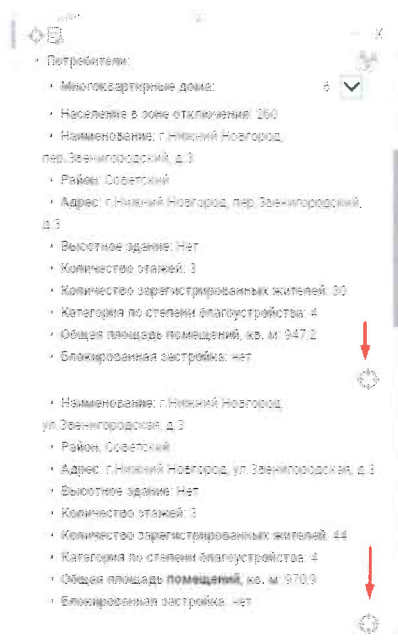 • Потребители:
• Многоквартирные дома: 6
• Население в зоне отключения: 260
• Наименование: г.Нижний Новгород,
пер.Звенигородский, д.3
• Район: Советский
• Адрес: г.Нижний Новгород, пер.Звенигородский,
д.3
• Высотное здание: Нет
• Количество этажей: 3
• Количество зарегистрированных жителей: 30
• Категория по степени благоустройства: 4
• Общая площадь помещений, кв. м: 947,2
• Блокированная застройка: нет
• Наименование: г.Нижний Новгород,
ул.Звенигородская, д.3
• Район: Советский
• Адрес: г.Нижний Новгород, ул.Звенигородская, д.3
• Высотное здание: Нет
• Количество этажей: 3
• Количество зарегистрированных жителей: 44
• Категория по степени благоустройства: 4
• Общая площадь помещений, кв. м: 970,9
• Блокированная застройка: нет